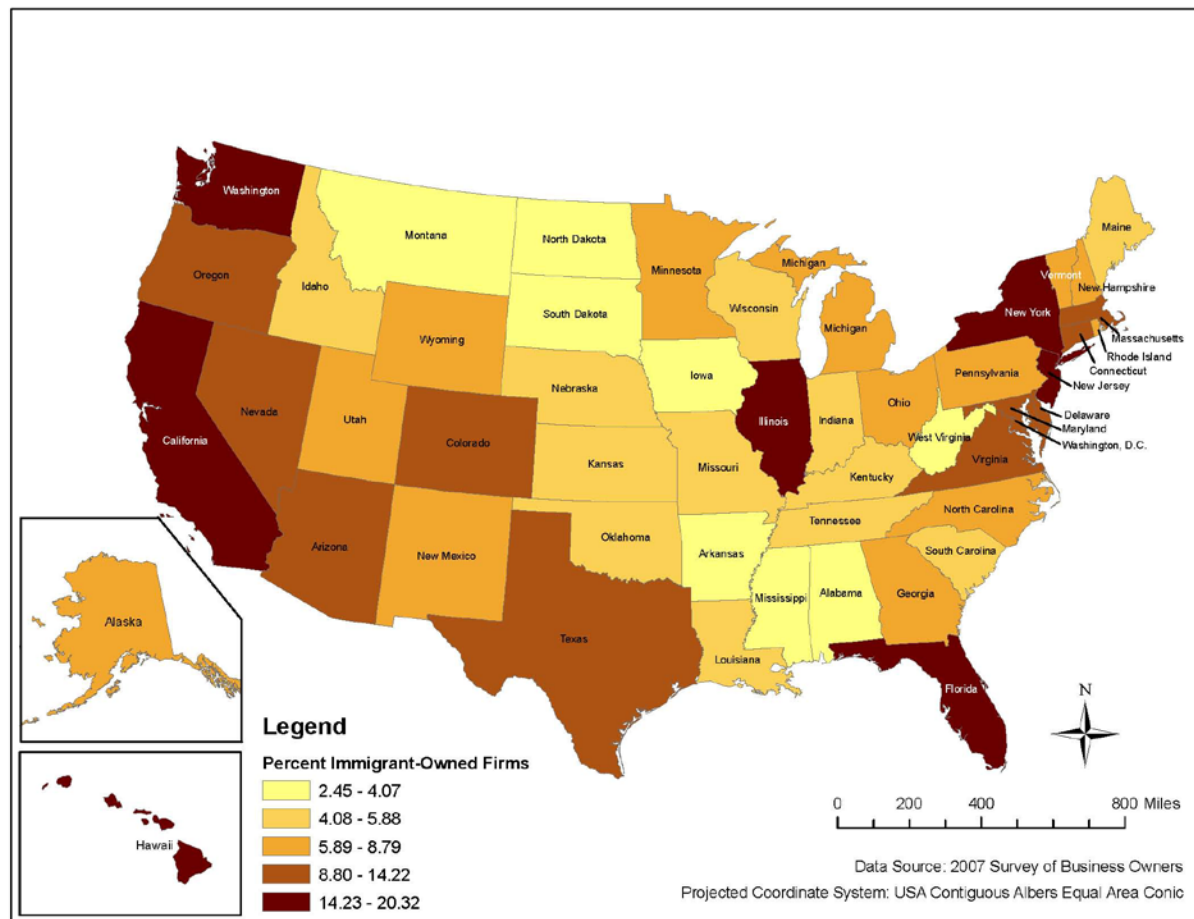 Washington
Montana
North Dakota
Minnesota
Michigan
Maine
Vermont
New Hampshire
Oregon
Idaho
Wyoming
South Dakota
Wisconsin
Michigan
New York
Massachusetts
Rhode Island
Connecticut
New Jersey
Nevada
Utah
Colorado
Nebraska
Iowa
Illinois
Indiana
Ohio
Pennsylvania
West Virginia
Virginia
Delaware
Maryland
Washington, D.C.
California
Kansas
Missouri
Kentucky
Arizona
New Mexico
Oklahoma
Arkansas
Tennessee
North Carolina
South Carolina
Texas
Louisiana
Mississippi
Alabama
Georgia
Florida
Alaska
Hawaii
N
Legend
Percent Immigrant-Owned Firms
2.45 - 4.07
4.08 - 5.88
5.89 - 8.79
8.80 - 14.22
14.23 - 20.32
0 200 400 800 Miles
Data Source: 2007 Survey of Business Owners
Projected Coordinate System: USA Contiguous Albers Equal Area Conic